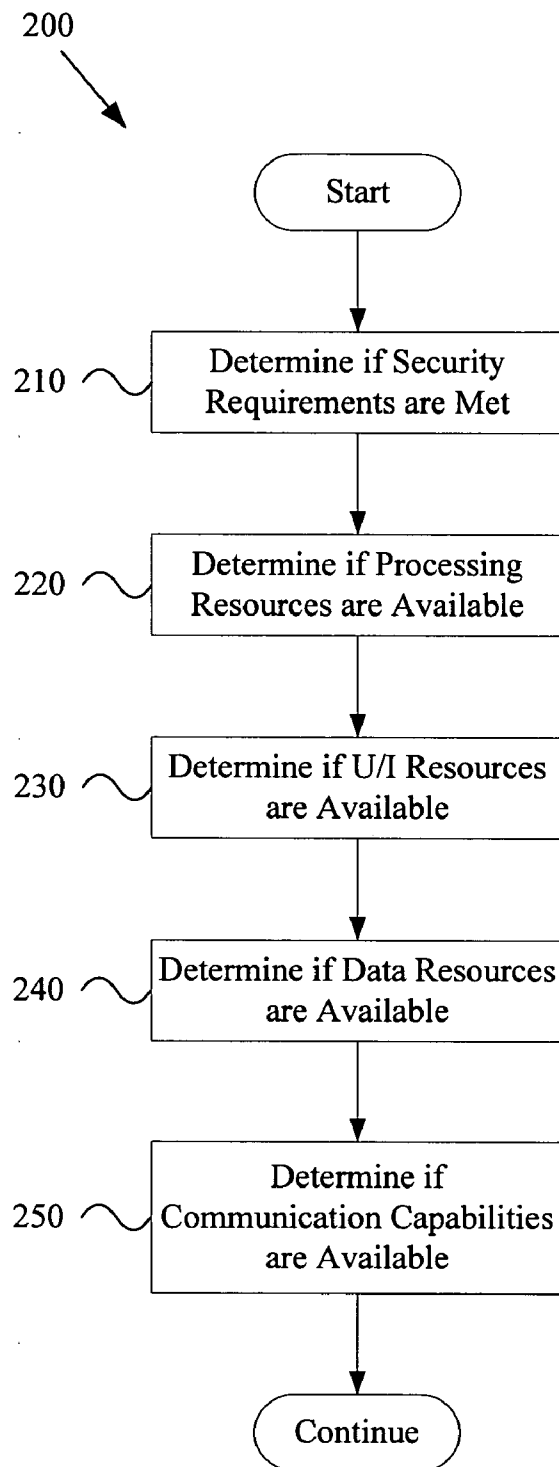 200
Start
210
Determine if Security
Requirements are Met
220
Determine if Processing
Resources are Available
230
Determine if U/I Resources
are Available
240
Determine if Data Resources
are Available
250
Determine if
Communication Capabilities
are Available
Continue